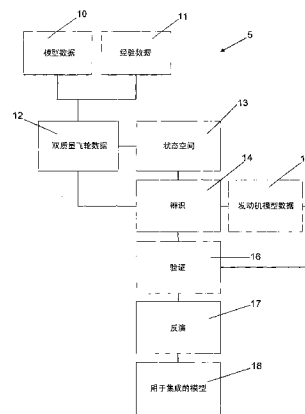 10
11
5
模型数据
经验数据
12
13
双质量飞轮数据
状态空间
14
辨识
发动机模型数据
16
验证
17
反演
18
用于集成的模型